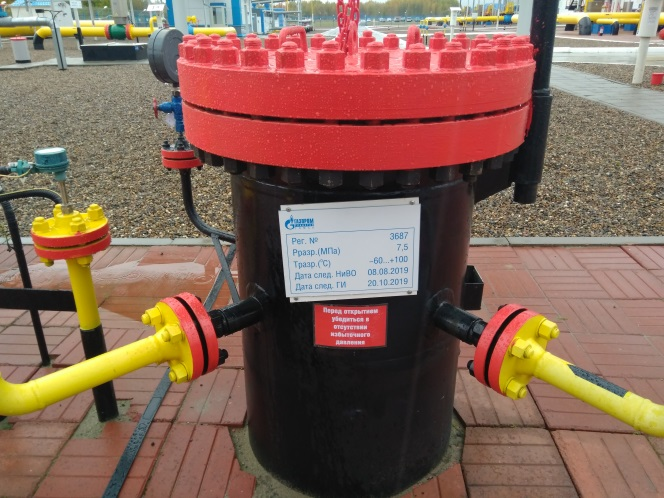 ГАЗПРОМ
Рег. № 3687
Рразр.(МПа) 7,5
Тразр.(°С) -60...+100
Дата след. НиВО 08.08.2019
Дата след. ГИ 20.10.2019
Перед открытием
убедиться в
отсутствии
избыточного
давления